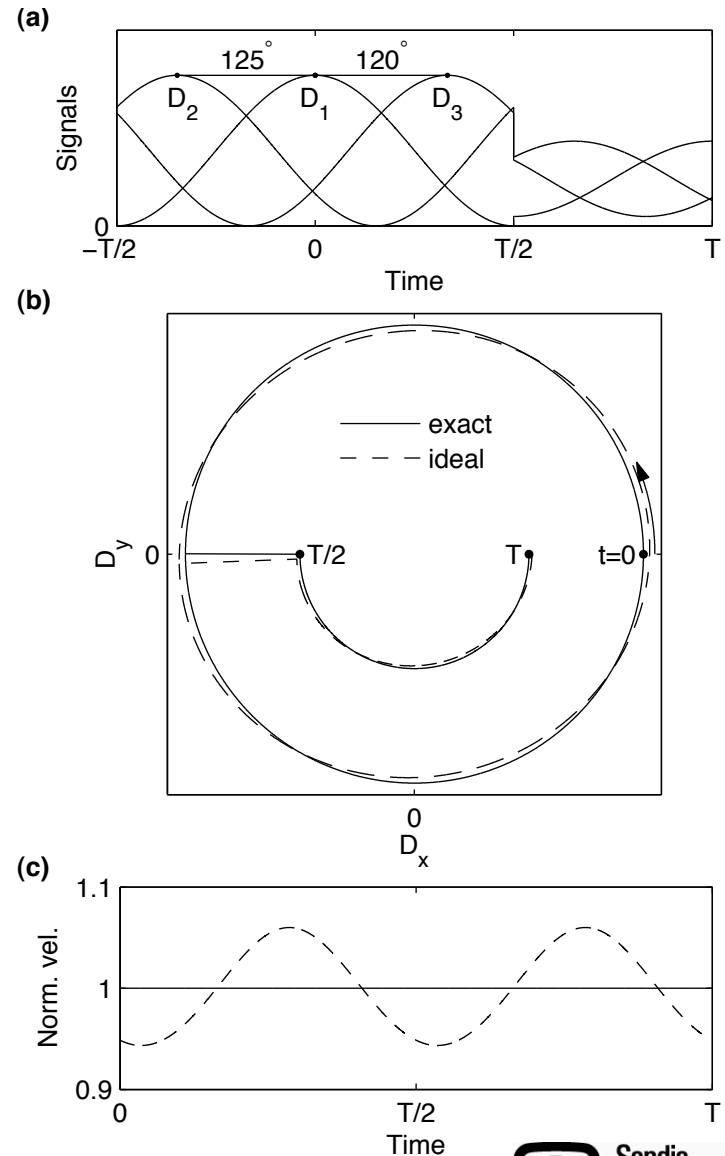 (a)
Signals
125°
120°
D2
D1
D3
0
−T/2
0
T/2
T
Time
(b)
exact
ideal
Dy
0
T/2
T
t=0
0
Dx
(c)
1.1
Norm. vel.
1
0.9
0
T/2
T
Time
Sandia